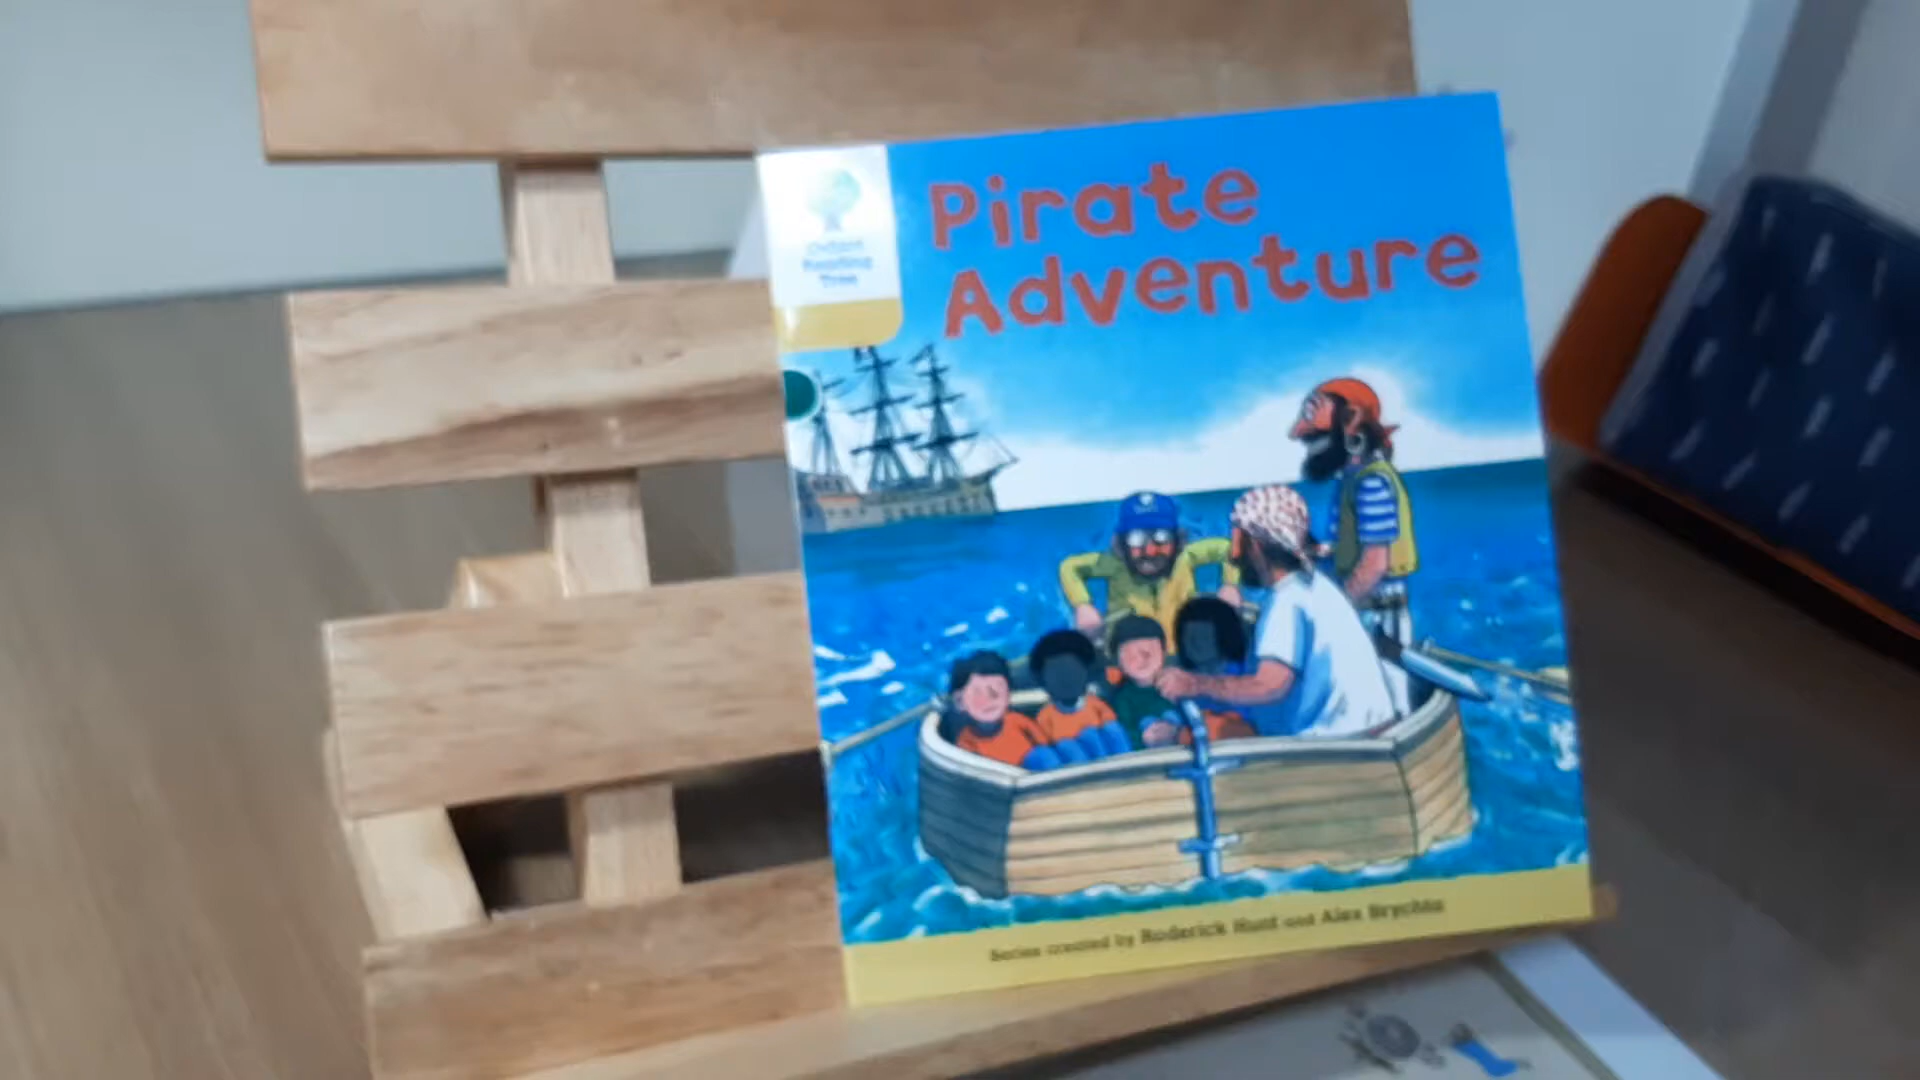 Oxford
Reading
Tree
Pirate
Adventure
Series created by Roderick Hunt and Alex Brychta